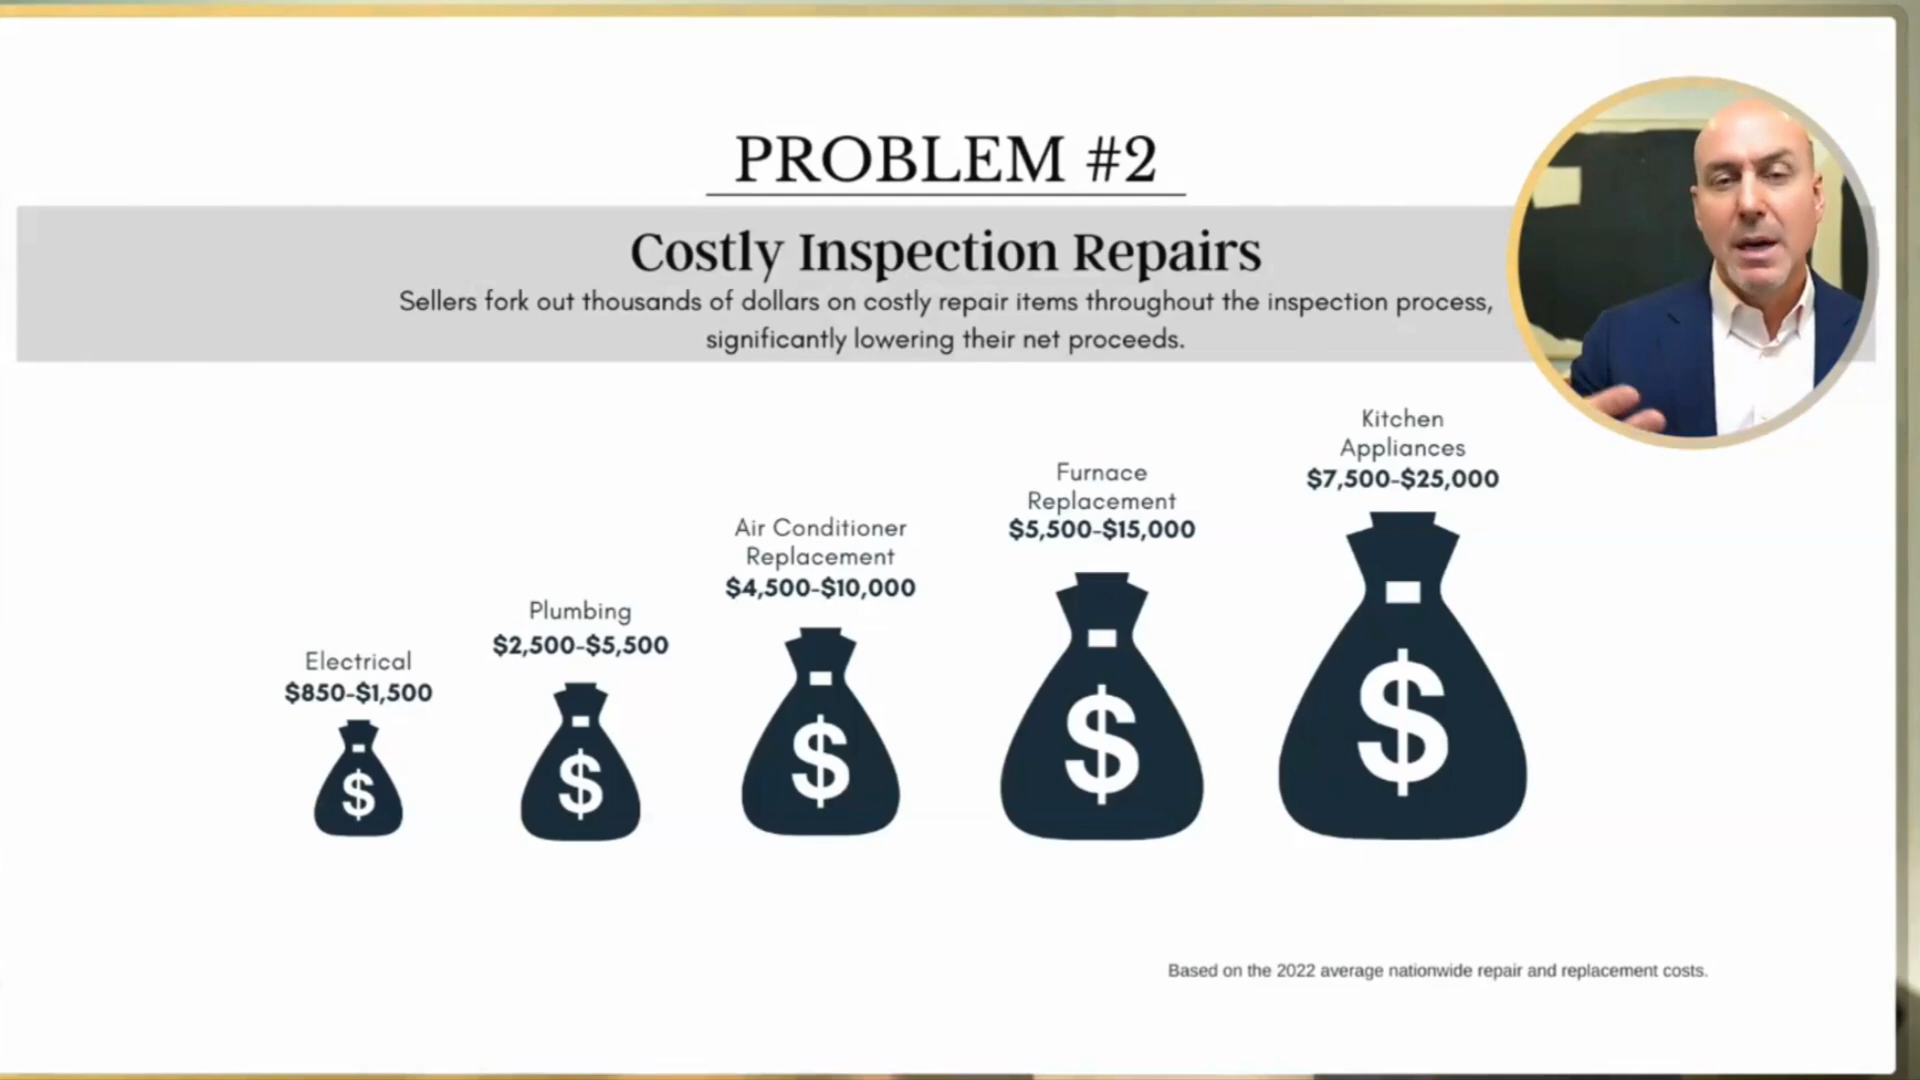 PROBLEM #2
Costly Inspection Repairs
Sellers fork out thousands of dollars on costly repair items throughout the inspection process,
significantly lowering their net proceeds.
Electrical
$850-$1,500
$
Plumbing
$2,500-$5,500
$
Air Conditioner
Replacement
$4,500-$10,000
$
Furnace
Replacement
$5,500-$15,000
$
Kitchen
Appliances
$7,500-$25,000
$
Based on the 2022 average nationwide repair and replacement costs.